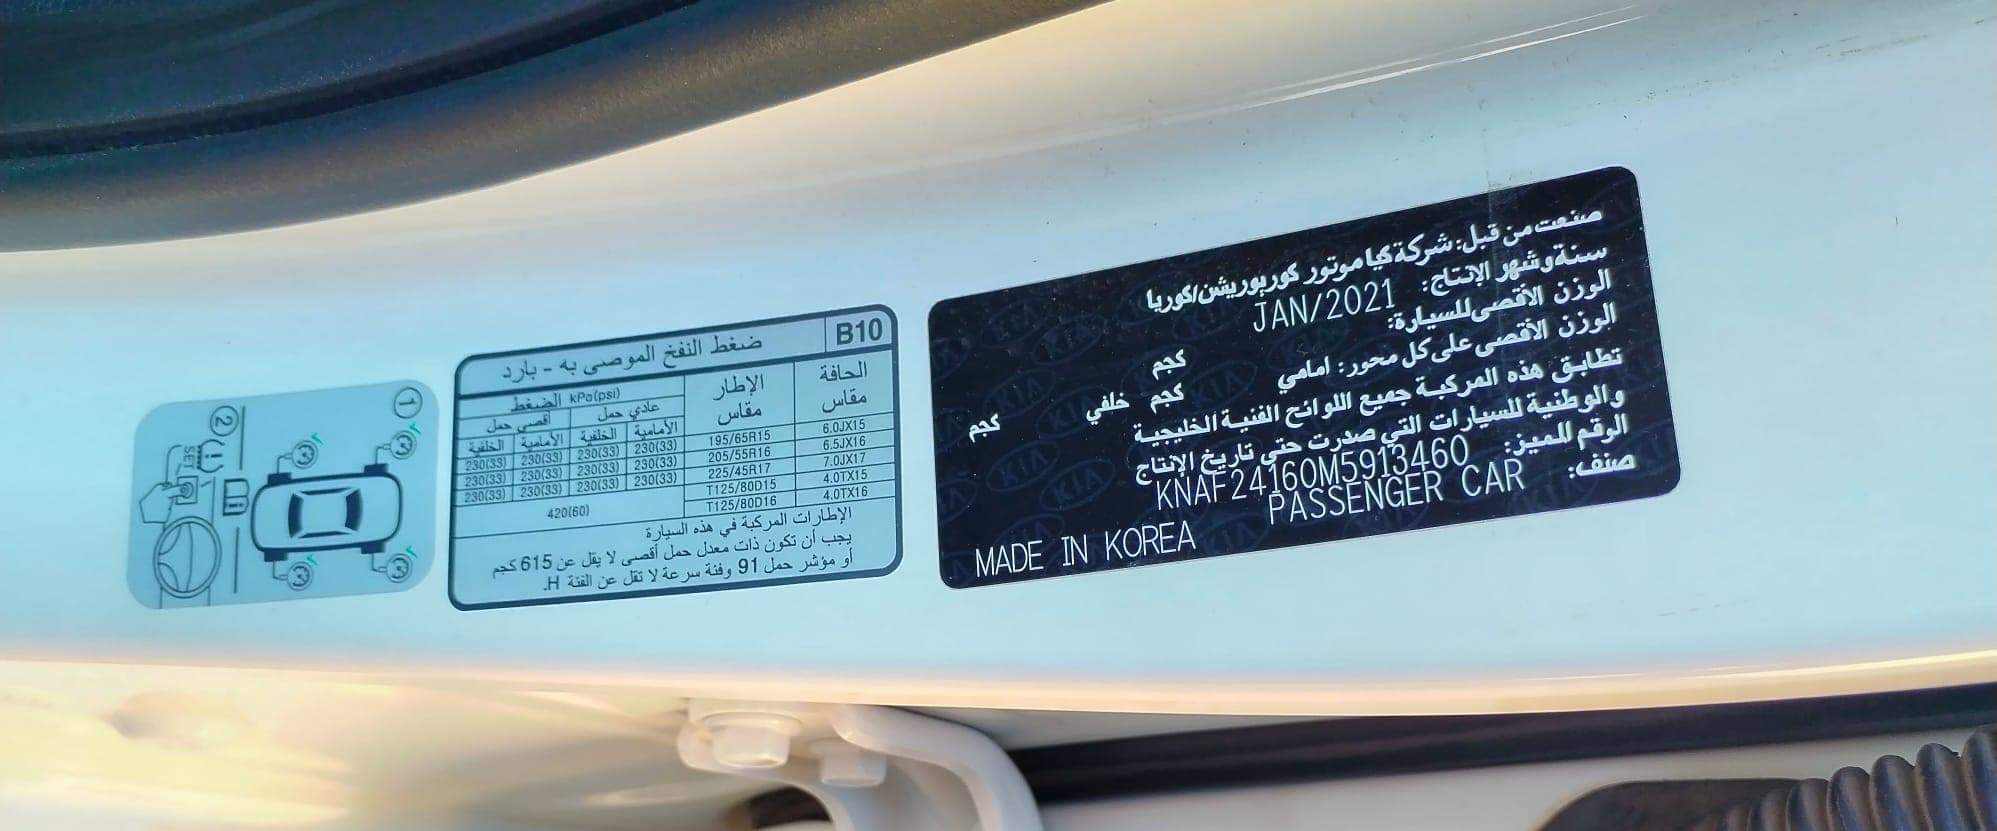 صنعت من قبل: شركة كيا موتور كوربوريشن/كوريا
سنة وشهر الإنتاج: JAN/2021
الوزن الأقصى للسيارة: كجم
الوزن الأقصى على كل محور: امامي كجم خلفي كجم
تطابق هذه المركبة جميع اللوائح الفنية الخليجية
والوطنية للسيارات التي صدرت حتى تاريخ الإنتاج
الرقم المميز: KNAF24160M5913460
صنف: PASSENGER CAR
MADE IN KOREA
B10 ضغط النفخ الموصى به - بارد
الحافة الإطار الضغط kPa(psi)
مقاس مقاس عادي حمل أقصى حمل
الأمامية الخلفية الأمامية الخلفية
6.0JX15 195/65R15 230(33) 230(33) 230(33) 230(33)
6.5JX16 205/55R16 230(33) 230(33) 230(33) 230(33)
7.0JX17 225/45R17 230(33) 230(33) 230(33) 230(33)
4.0TX15 T125/80D15 420(60)
4.0TX16 T125/80D16
الإطارات المركبة في هذه السيارة
يجب أن تكون ذات معدل حمل أقصى لا يقل عن 615 كجم
أو مؤشر حمل 91 وفئة سرعة لا تقل عن الفئة H.
1
2
SET
KIA